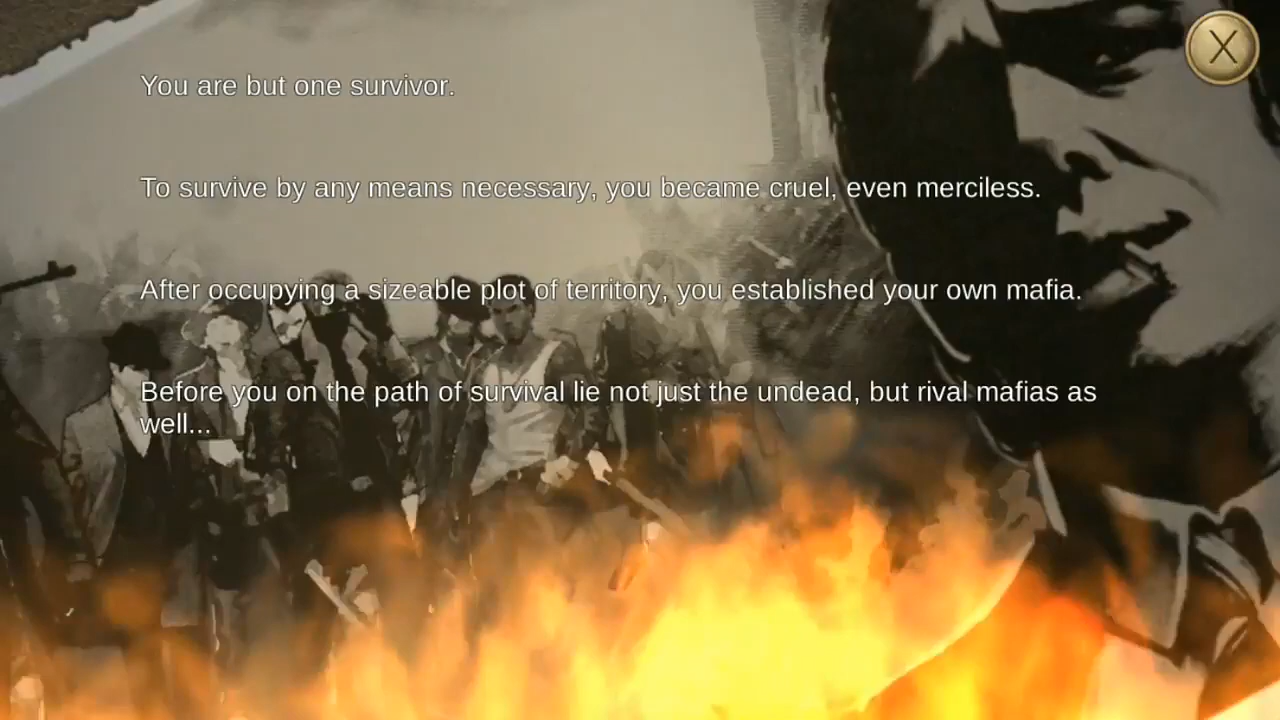 You are but one survivor.
To survive by any means necessary, you became cruel, even merciless.
After occupying a sizeable plot of territory, you established your own mafia.
Before you on the path of survival lie not just the undead, but rival mafias as
well...
X